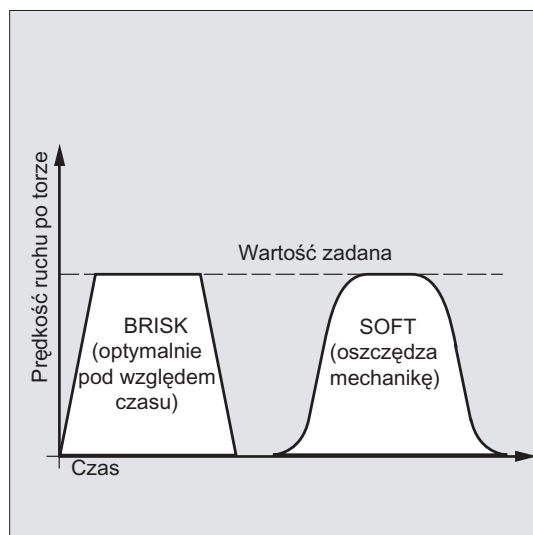 Prędkość ruchu po torze
Wartość zadana
BRISK
(optymalnie
pod względem
czasu)
SOFT
(oszczędza
mechanikę)
Czas